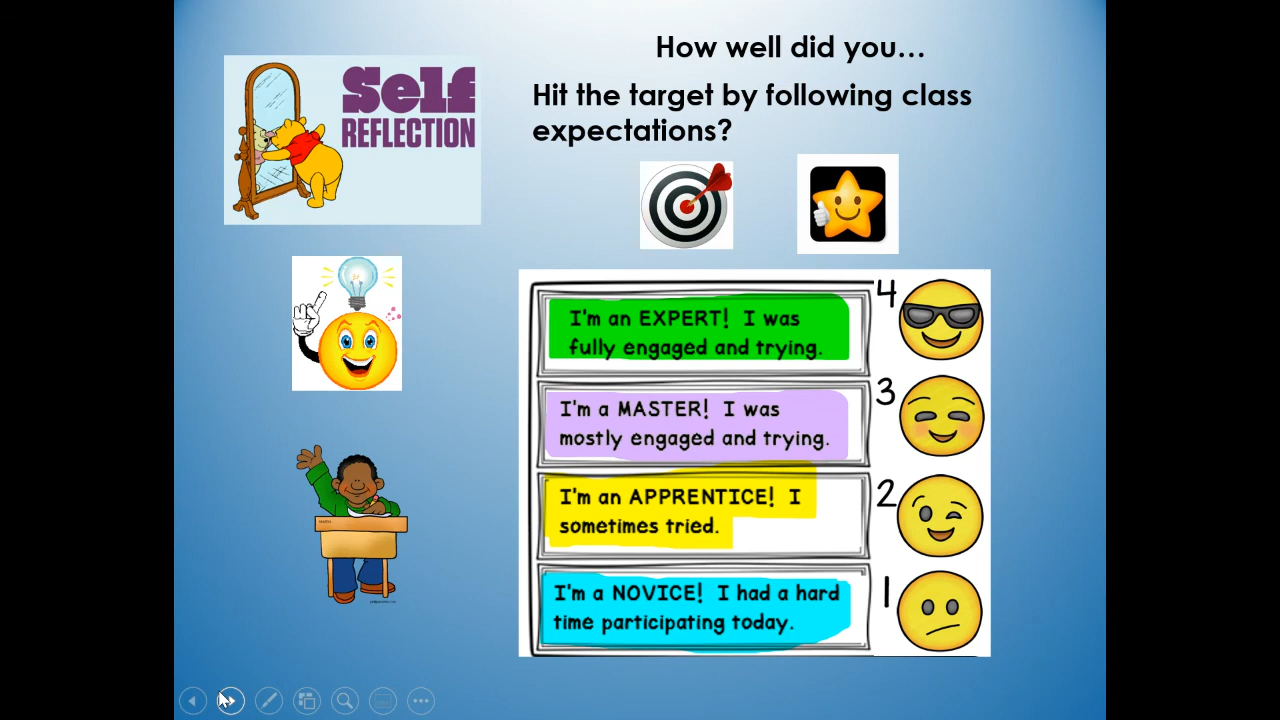 Self
REFLECTION
How well did you...
Hit the target by following class
expectations?
4
I'm an EXPERT! I was
fully engaged and trying.
3
I'm a MASTER! I was
mostly engaged and trying.
2
I'm an APPRENTICE! I
sometimes tried.
1
I'm a NOVICE! I had a hard
time participating today.